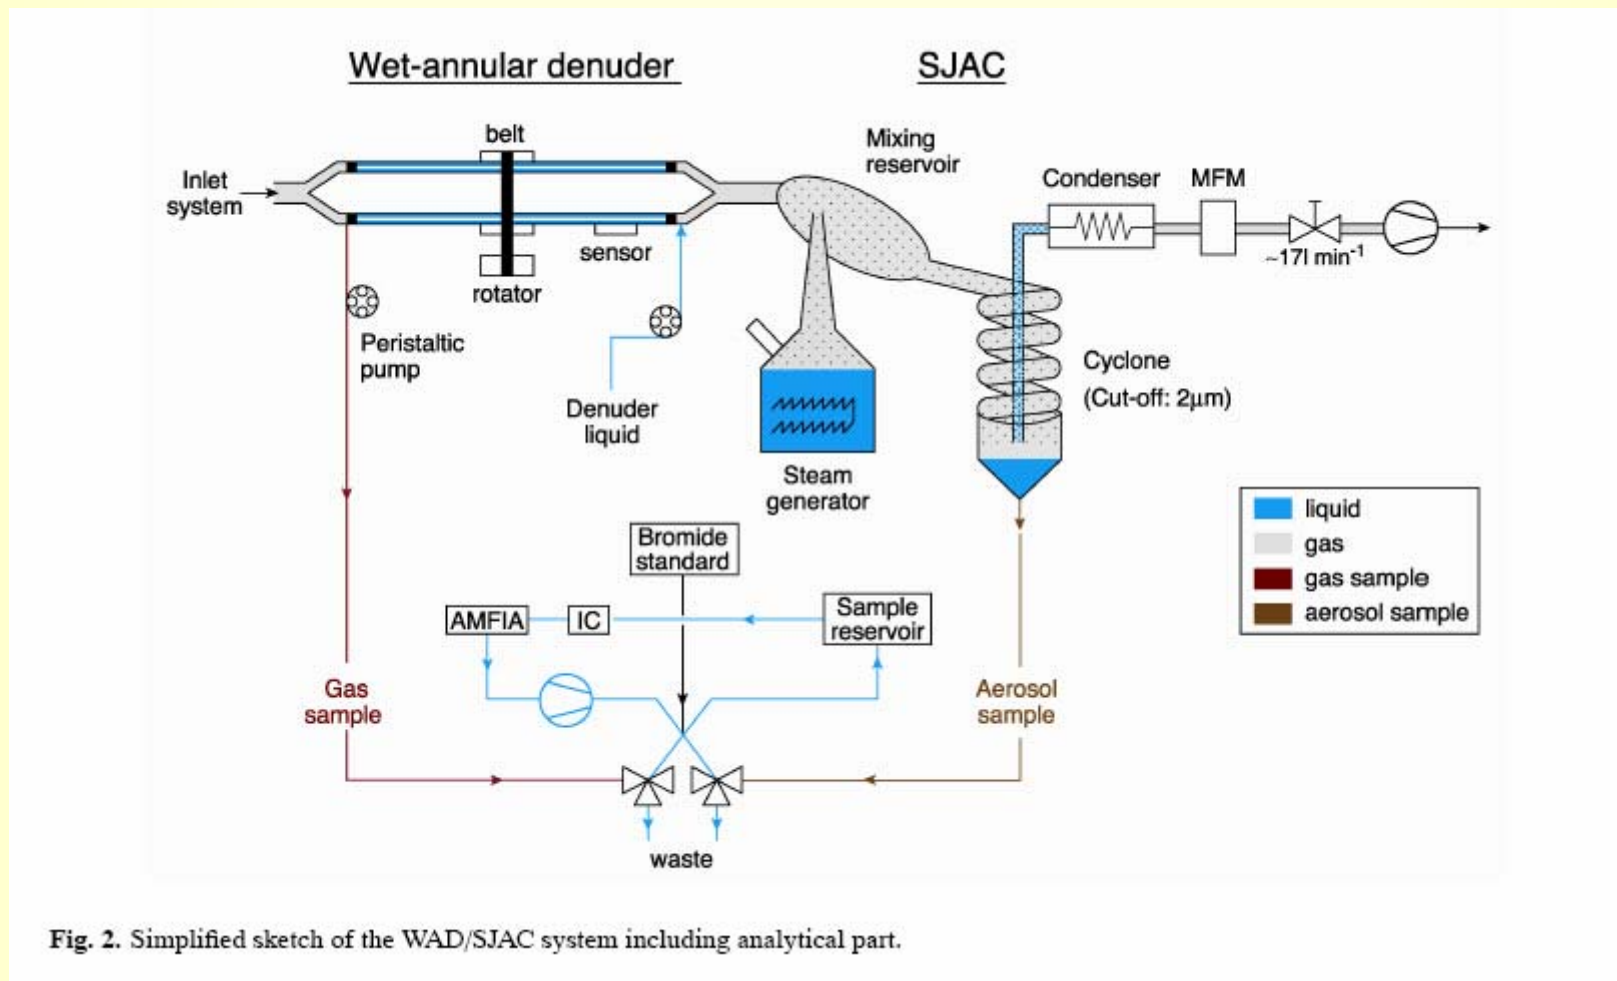 Wet-annular denuder
SJAC
belt
Mixing
reservoir
Inlet
system
Condenser
MFM
sensor
~17l min-1
rotator
Peristaltic
pump
Cyclone
(Cut-off: 2μm)
Denuder
liquid
Steam
generator
liquid
gas
gas sample
aerosol sample
Bromide
standard
AMFIA
IC
Sample
reservoir
Gas
sample
Aerosol
sample
waste
Fig. 2. Simplified sketch of the WAD/SJAC system including analytical part.